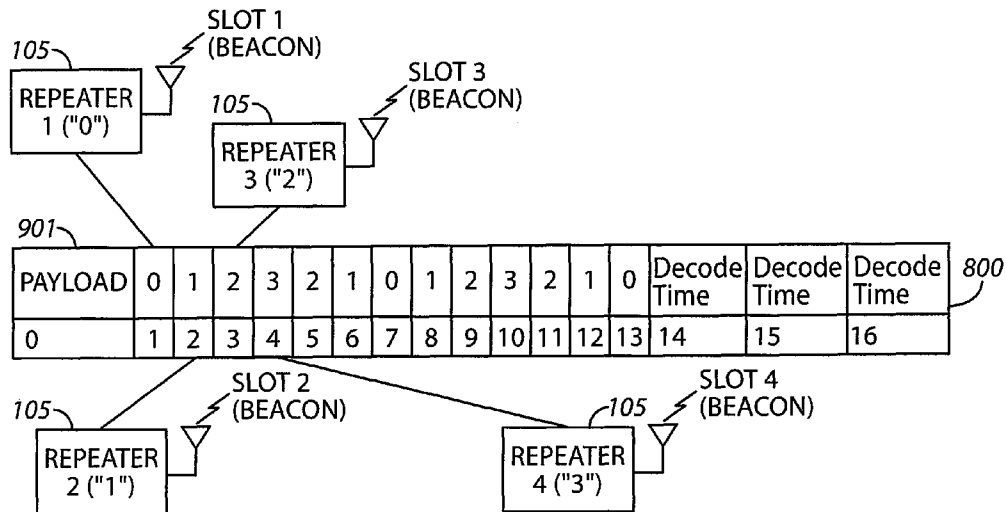 SLOT 1
(BEACON)
105
REPEATER
1 ("0")
SLOT 3
(BEACON)
105
REPEATER
3 ("2")
901
PAYLOAD 0 1 2 3 2 1 0 1 2 3 2 1 0 Decode Time Decode Time Decode Time
800
0 1 2 3 4 5 6 7 8 9 10 11 12 13 14 15 16
SLOT 2
(BEACON)
105
REPEATER
2 ("1")
SLOT 4
(BEACON)
105
REPEATER
4 ("3")